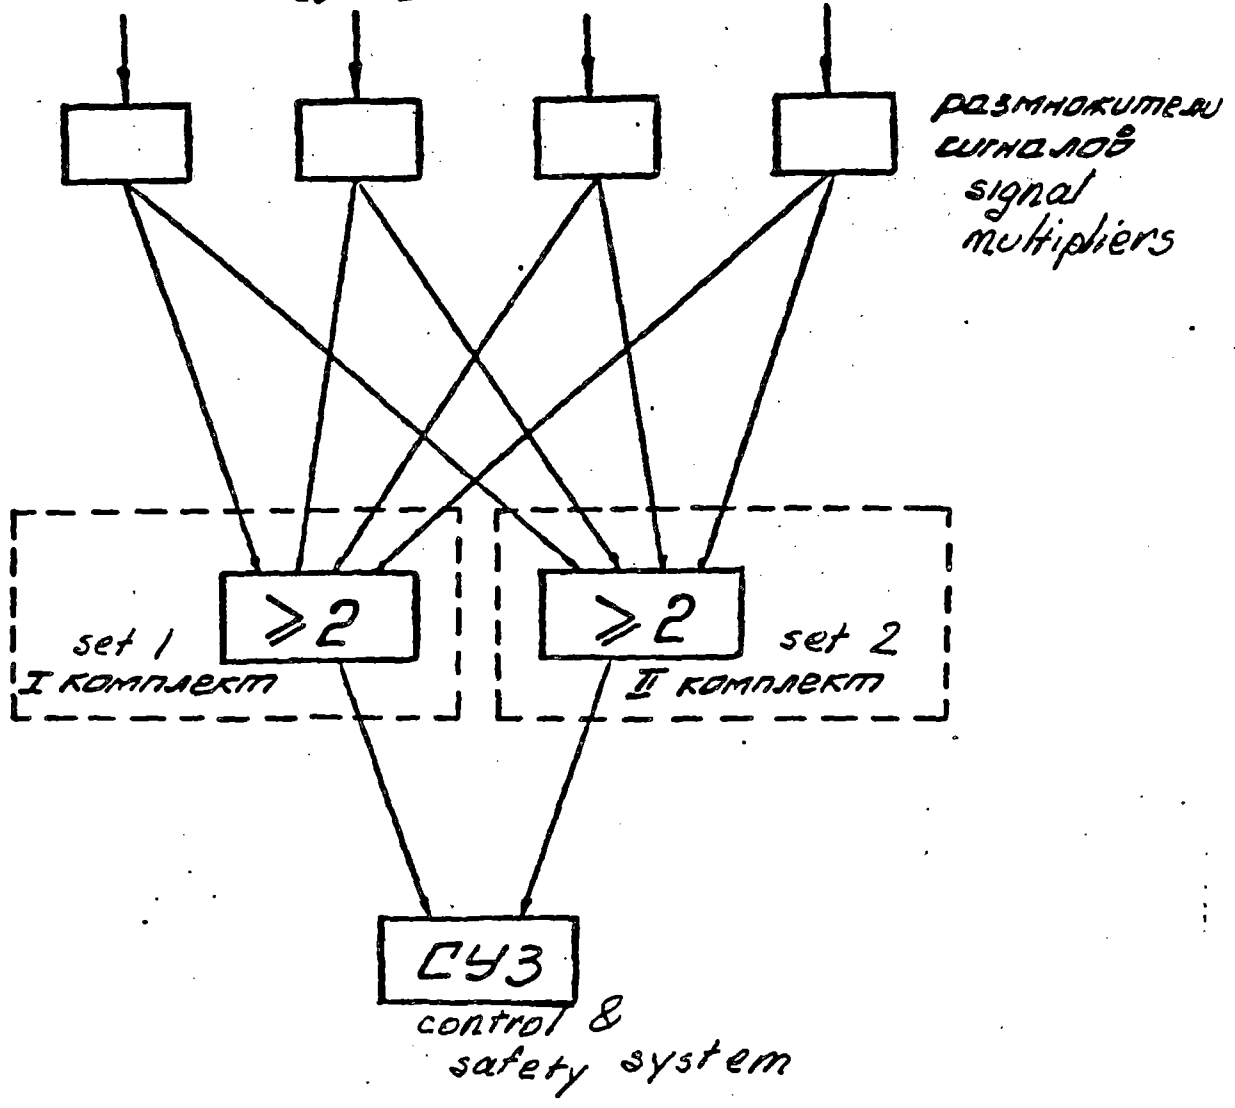 размножители
сигналов
signal
multipliers
≥2
≥2
set 1
I комплект
set 2
II комплект
СУЗ
control &
safety system